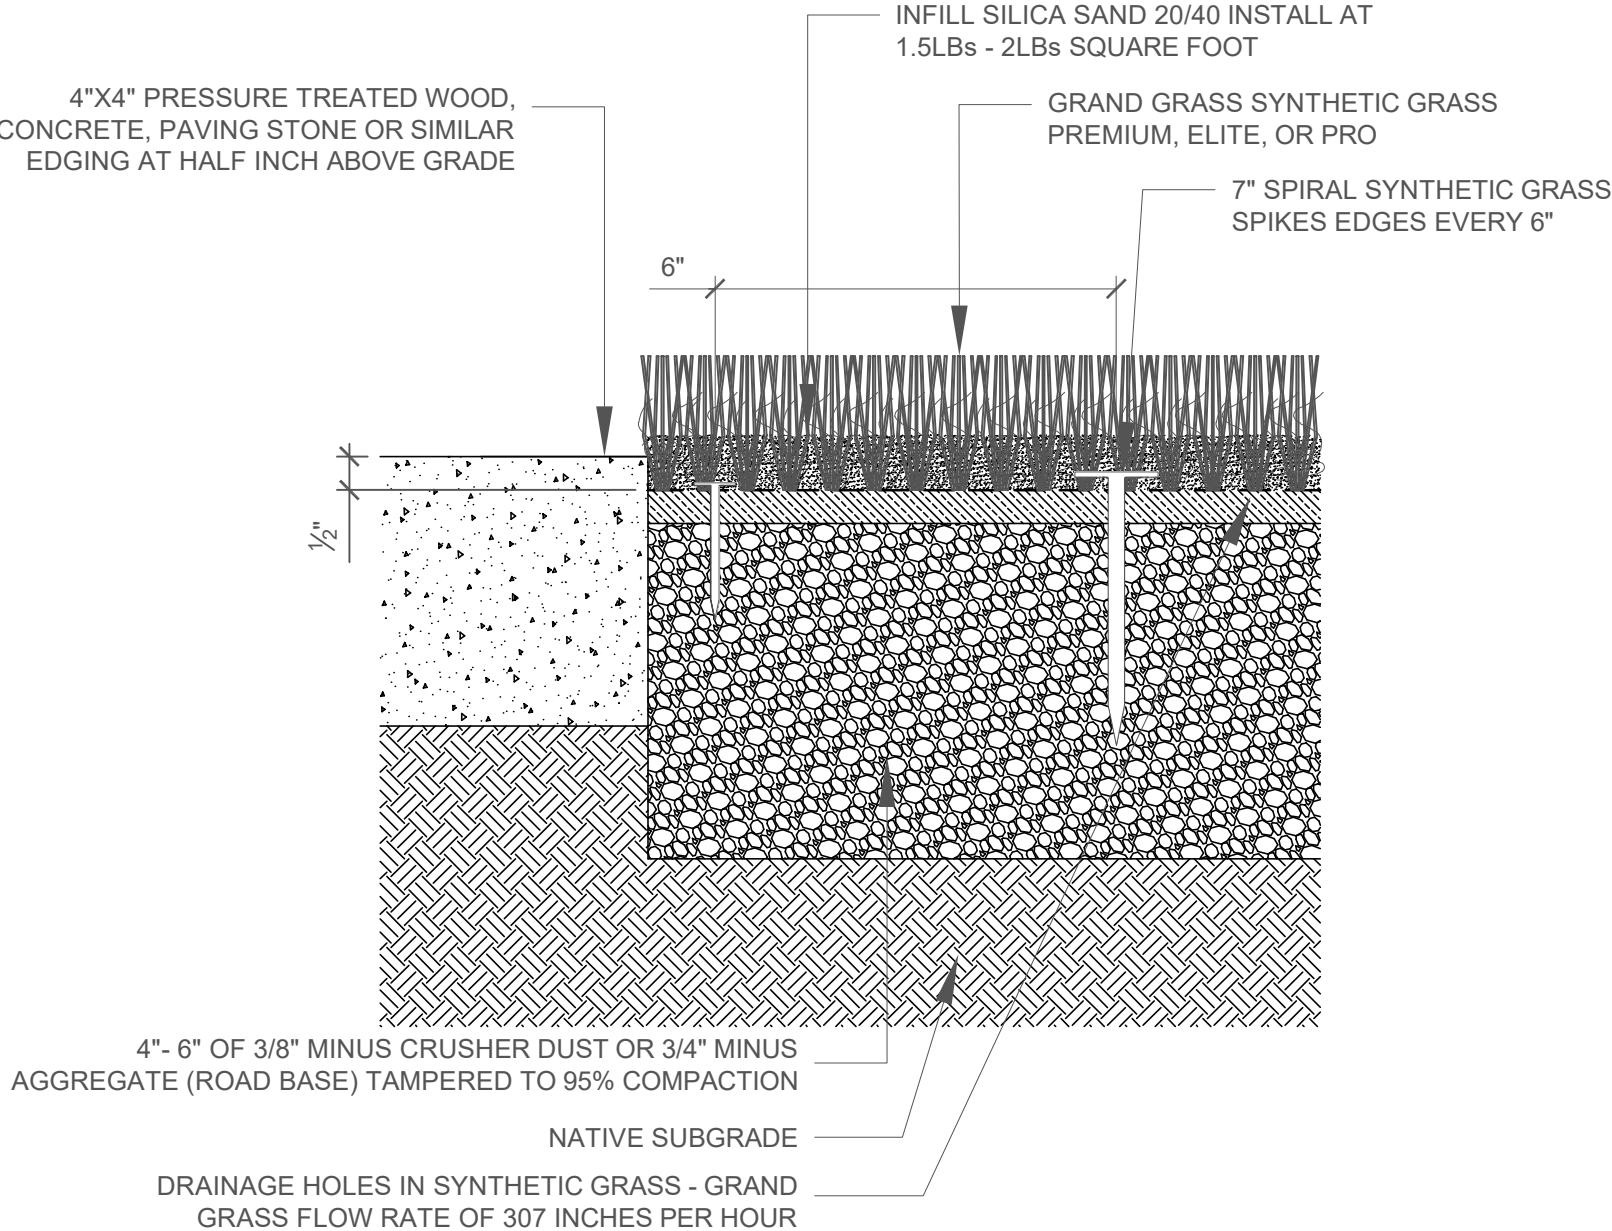 INFILL SILICA SAND 20/40 INSTALL AT
1.5LBs - 2LBs SQUARE FOOT
4"X4" PRESSURE TREATED WOOD,
CONCRETE, PAVING STONE OR SIMILAR
EDGING AT HALF INCH ABOVE GRADE
GRAND GRASS SYNTHETIC GRASS
PREMIUM, ELITE, OR PRO
7" SPIRAL SYNTHETIC GRASS
SPIKES EDGES EVERY 6"
6"
½"
4"- 6" OF 3/8" MINUS CRUSHER DUST OR 3/4" MINUS
AGGREGATE (ROAD BASE) TAMPERED TO 95% COMPACTION
NATIVE SUBGRADE
DRAINAGE HOLES IN SYNTHETIC GRASS - GRAND
GRASS FLOW RATE OF 307 INCHES PER HOUR